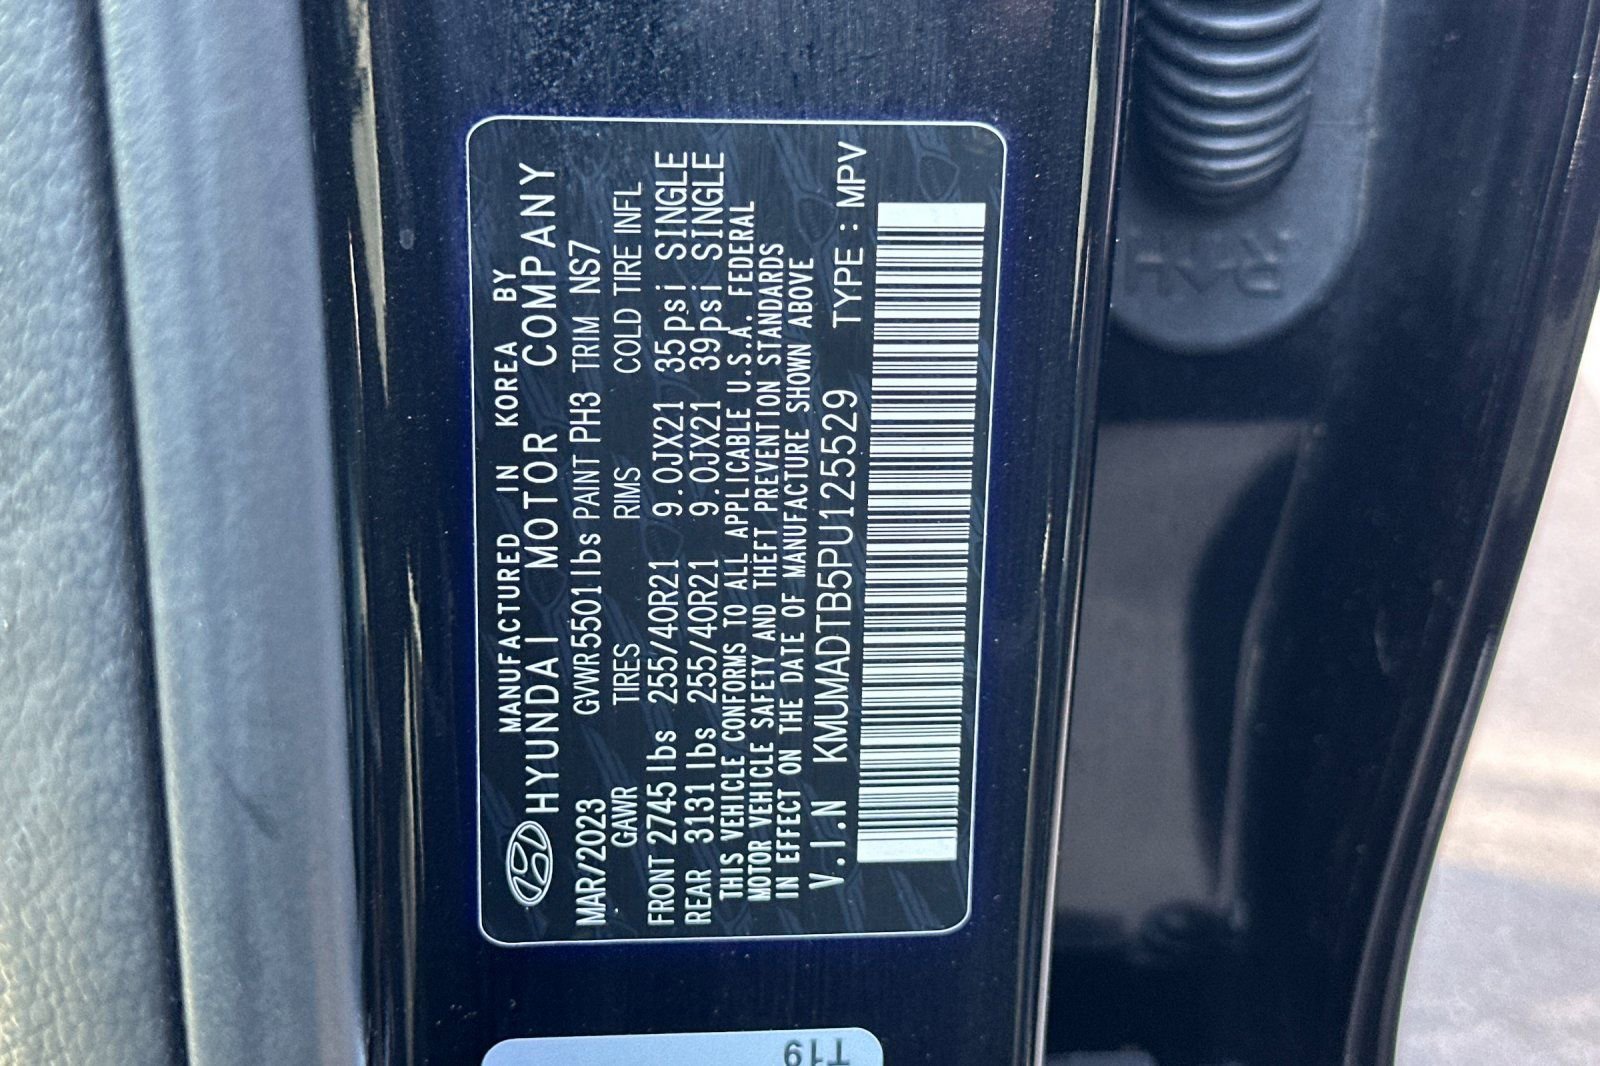 MANUFACTURED IN KOREA BY
HYUNDAI MOTOR COMPANY
MAR/2023 GVWR 5501lbs PAINT PH3 TRIM NS7
GAWR TIRES RIMS COLD TIRE INFL
FRONT 2745 lbs 255/40R21 9.0JX21 35psi SINGLE
REAR 3131 lbs 255/40R21 9.0JX21 39psi SINGLE
THIS VEHICLE CONFORMS TO ALL APPLICABLE U.S.A. FEDERAL
MOTOR VEHICLE SAFETY AND THEFT PREVENTION STANDARDS
IN EFFECT ON THE DATE OF MANUFACTURE SHOWN ABOVE
V.I.N KMUMADTB5PU125529 TYPE : MPV
T19